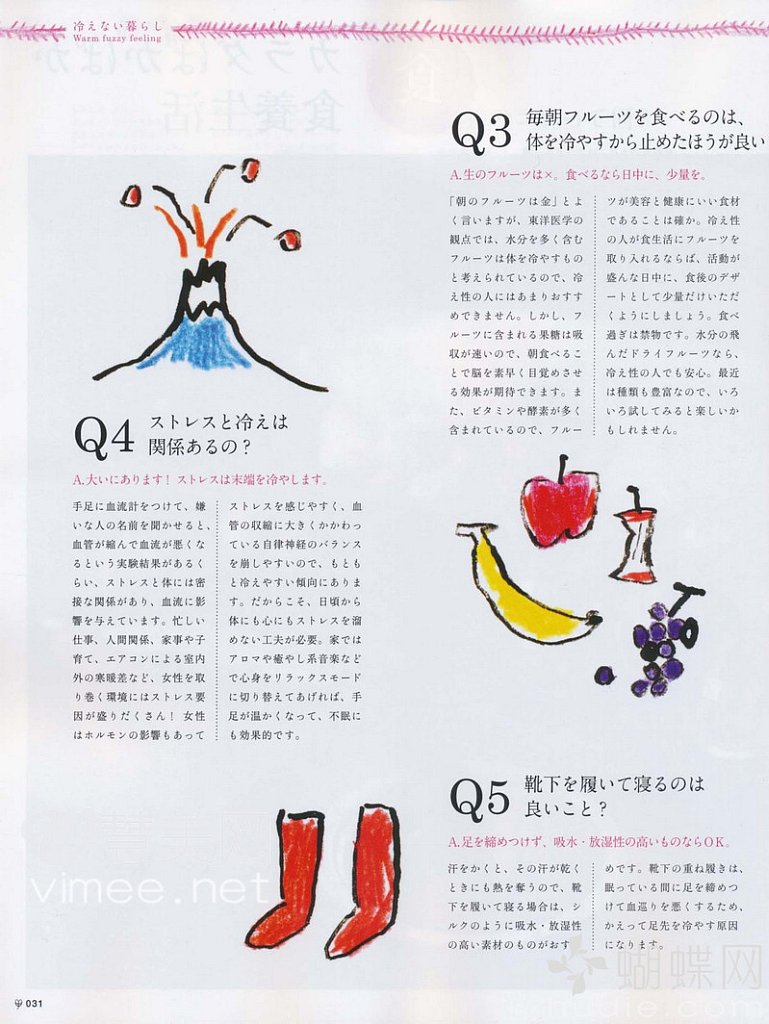 冷えない暮らし
Warm fuzzy feeling
Q3 毎朝フルーツを食べるのは、
体を冷やすから止めたほうが良い
A.生のフルーツは×。食べるなら日中に、少量を。
「朝のフルーツは金」とよ
く言いますが、東洋医学の
観点では、水分を多く含む
フルーツは体を冷やすもの
と考えられているので、冷
え性の人にはあまりおすす
めできません。しかし、フ
ルーツに含まれる果糖は吸
収が速いので、朝食べるこ
とで脳を素早く目覚めさせ
る効果が期待できます。ま
た、ビタミンや酵素が多く
含まれているので、フルー
ツが美容と健康にいい食材
であることは確か。冷え性
の人が食生活にフルーツを
取り入れるならば、活動が
盛んな日中に、食後のデザ
ートとして少量だけいただ
くようにしましょう。食べ
過ぎは禁物です。水分の飛
んだドライフルーツなら、
冷え性の人でも安心。最近
は種類も豊富なので、いろ
いろ試してみると楽しいか
もしれません。
Q4 ストレスと冷えは
関係あるの？
A.大いにあります！ ストレスは末端を冷やします。
手足に血流計をつけて、嫌
いな人の名前を聞かせると、
血管が縮んで血流が悪くな
るという実験結果があるく
らい、ストレスと体には密
接な関係があり、血流に影
響を与えています。忙しい
仕事、人間関係、家事や子
育て、エアコンによる室内
外の寒暖差など、女性を取
り巻く環境にはストレス要
因が盛りだくさん！ 女性
はホルモンの影響もあって
ストレスを感じやすく、血
管の収縮に大きくかかわっ
ている自律神経のバランス
を崩しやすいので、もとも
と冷えやすい傾向にありま
す。だからこそ、日頃から
体にも心にもストレスを溜
めない工夫が必要。家では
アロマや癒やし系音楽など
で心身をリラックスモード
に切り替えてあげれば、手
足が温かくなって、不眠に
も効果的です。
Q5 靴下を履いて寝るのは
良いこと？
A.足を締めつけず、吸水・放湿性の高いものならOK。
汗をかくと、その汗が乾く
ときにも熱を奪うので、靴
下を履いて寝る場合は、シ
ルクのように吸水・放湿性
の高い素材のものがおすす
めです。靴下の重ね履きは、
眠っている間に足を締めつ
けて血巡りを悪くするため、
かえって足先を冷やす原因
になります。
vimee.net
蝴蝶网
031